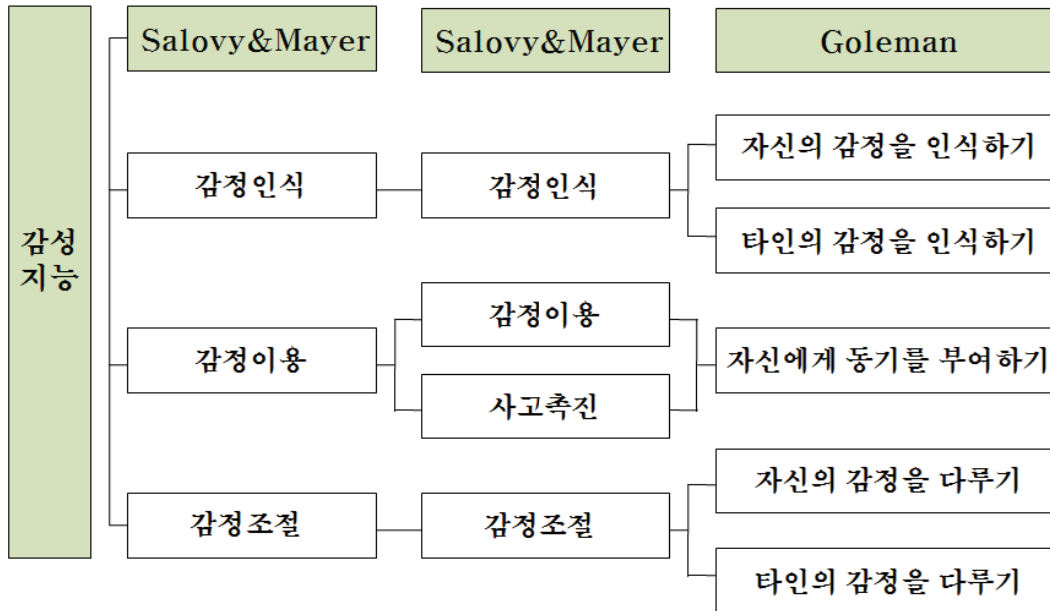 Salovy&Mayer
Salovy&Mayer
Goleman
감성
지능
감정인식
감정인식
자신의 감정을 인식하기
타인의 감정을 인식하기
감정이용
감정이용
사고촉진
자신에게 동기를 부여하기
감정조절
감정조절
자신의 감정을 다루기
타인의 감정을 다루기